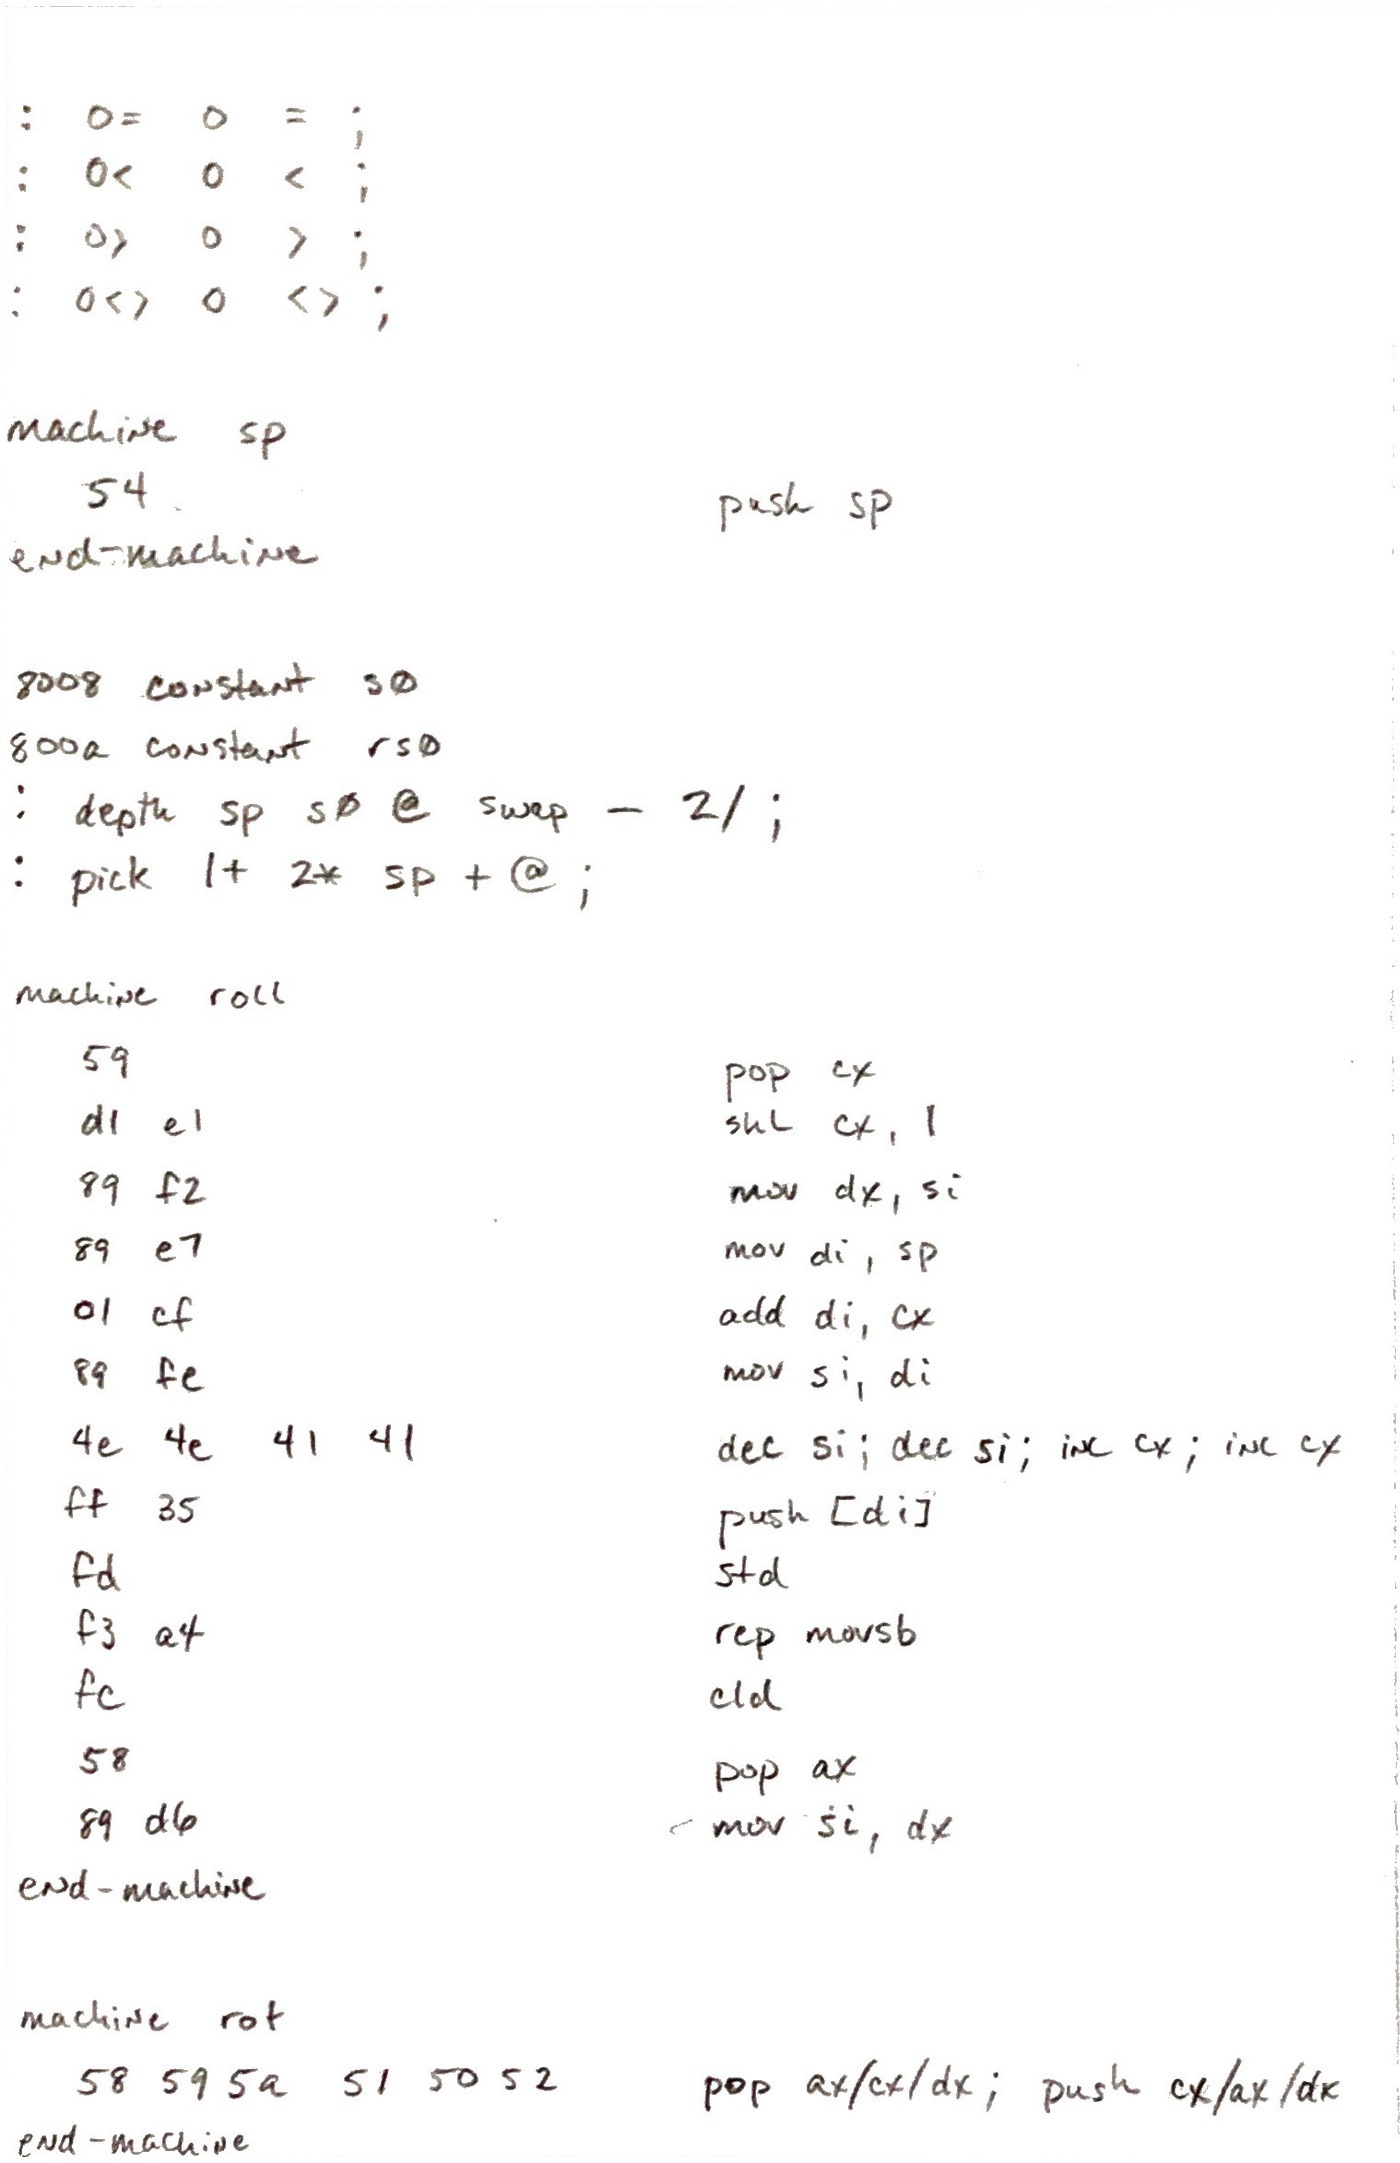 : 0= 0 = ;
: 0< 0 < ;
: 0> 0 > ;
: 0<> 0 <> ;
machine sp
54 push sp
end-machine
8008 constant sØ
800a constant rsØ
: depth sp sØ @ swap - 2/ ;
: pick 1+ 2* sp + @ ;
machine roll
59 pop cx
d1 e1 shl cx, 1
89 f2 mov dx, si
89 e7 mov di, sp
01 cf add di, cx
89 fe mov si, di
4e 4e 41 41 dec si; dec si; inc cx; inc cx
ff 35 push [di]
fd std
f3 a4 rep movsb
fc cld
58 pop ax
89 d6 mov si, dx
end-machine
machine rot
58 59 5a 51 50 52 pop ax/cx/dx; push cx/ax/dx
end-machine